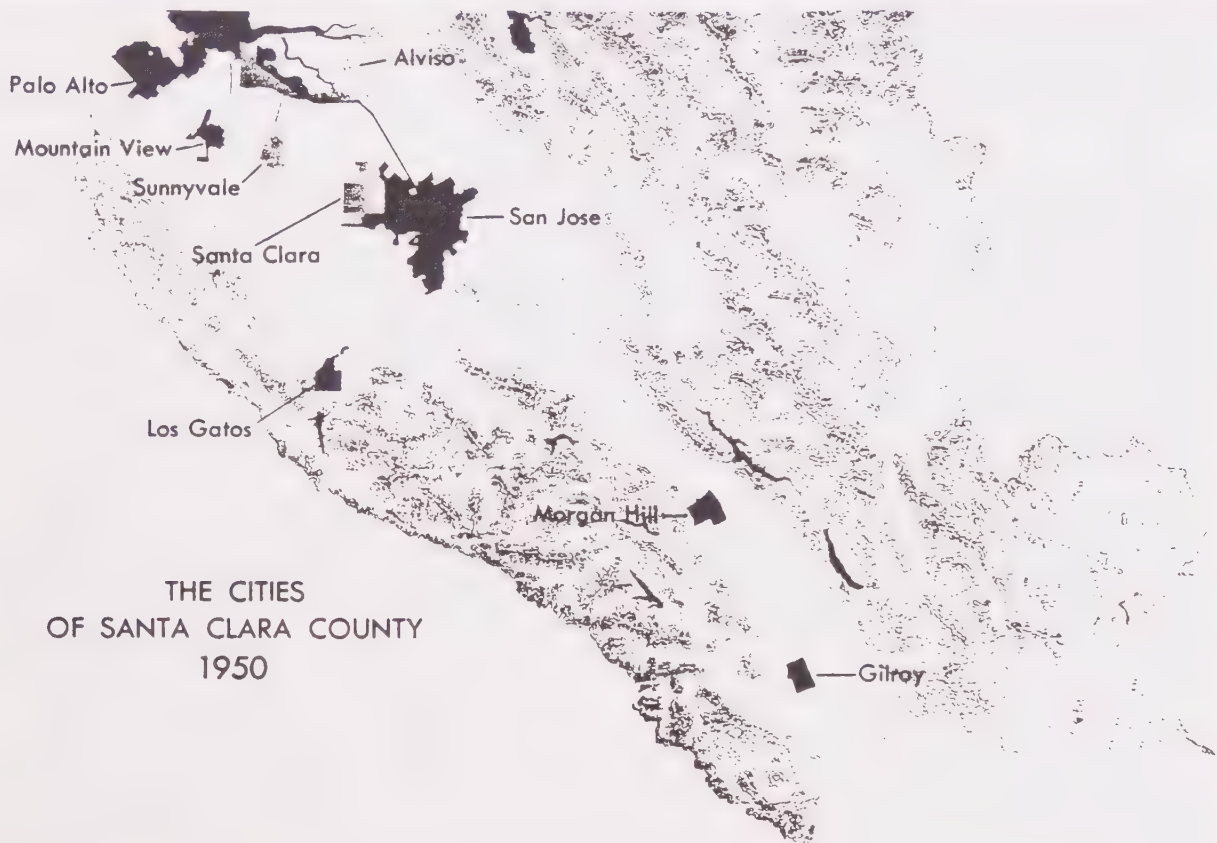 Alviso
Palo Alto
Mountain View
Sunnyvale
San Jose
Santa Clara
Los Gatos
Morgan Hill
THE CITIES
OF SANTA CLARA COUNTY
1950
Gilroy